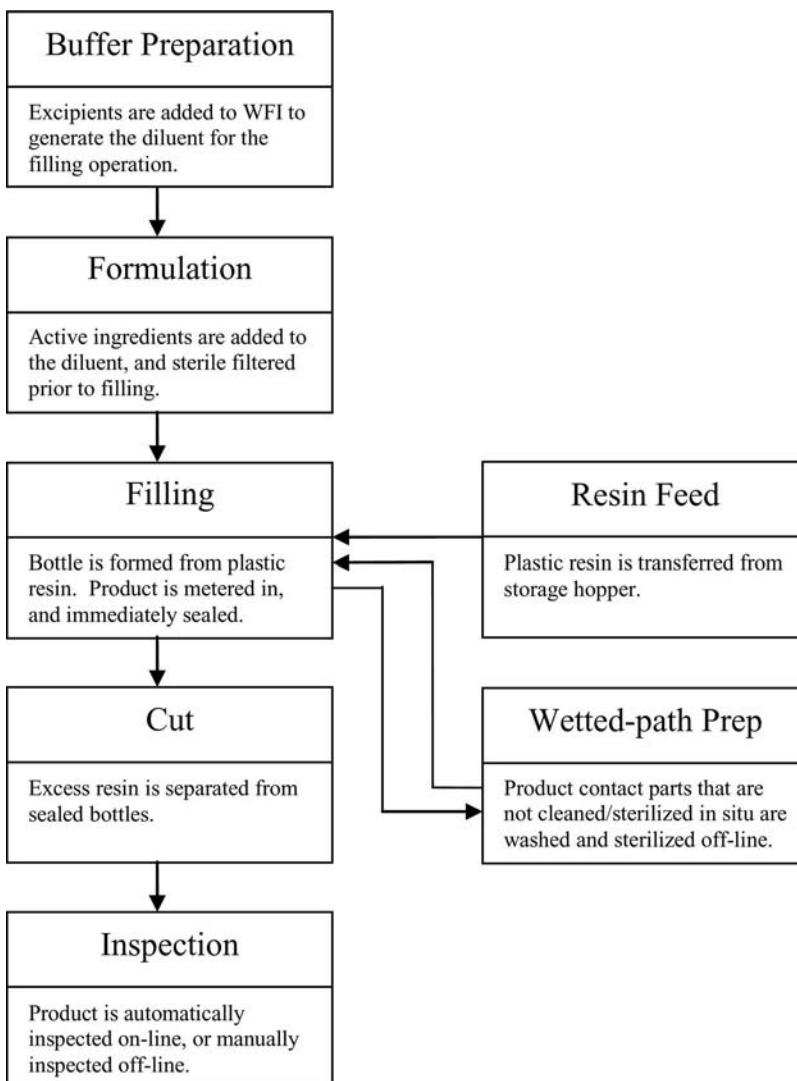 Buffer Preparation
Excipients are added to WFI to
generate the diluent for the
filling operation.
Formulation
Active ingredients are added to
the diluent, and sterile filtered
prior to filling.
Filling
Bottle is formed from plastic
resin.  Product is metered in,
and immediately sealed.
Resin Feed
Plastic resin is transferred from
storage hopper.
Cut
Excess resin is separated from
sealed bottles.
Wetted-path Prep
Product contact parts that are
not cleaned/sterilized in situ are
washed and sterilized off-line.
Inspection
Product is automatically
inspected on-line, or manually
inspected off-line.